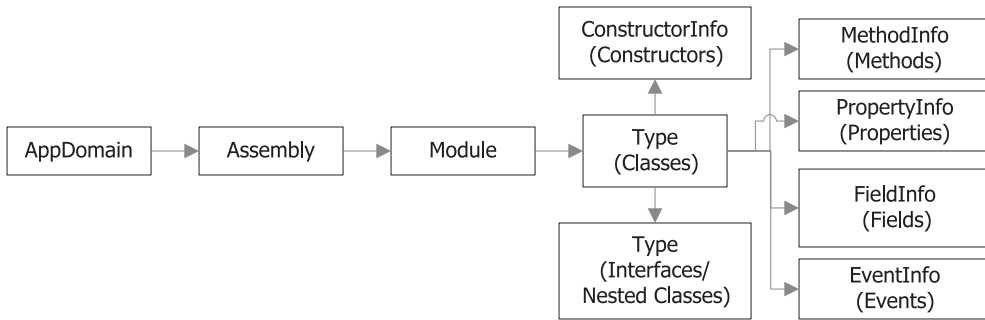 AppDomain
Assembly
Module
ConstructorInfo
(Constructors)
Type
(Classes)
Type
(Interfaces/
Nested Classes)
MethodInfo
(Methods)
PropertyInfo
(Properties)
FieldInfo
(Fields)
EventInfo
(Events)